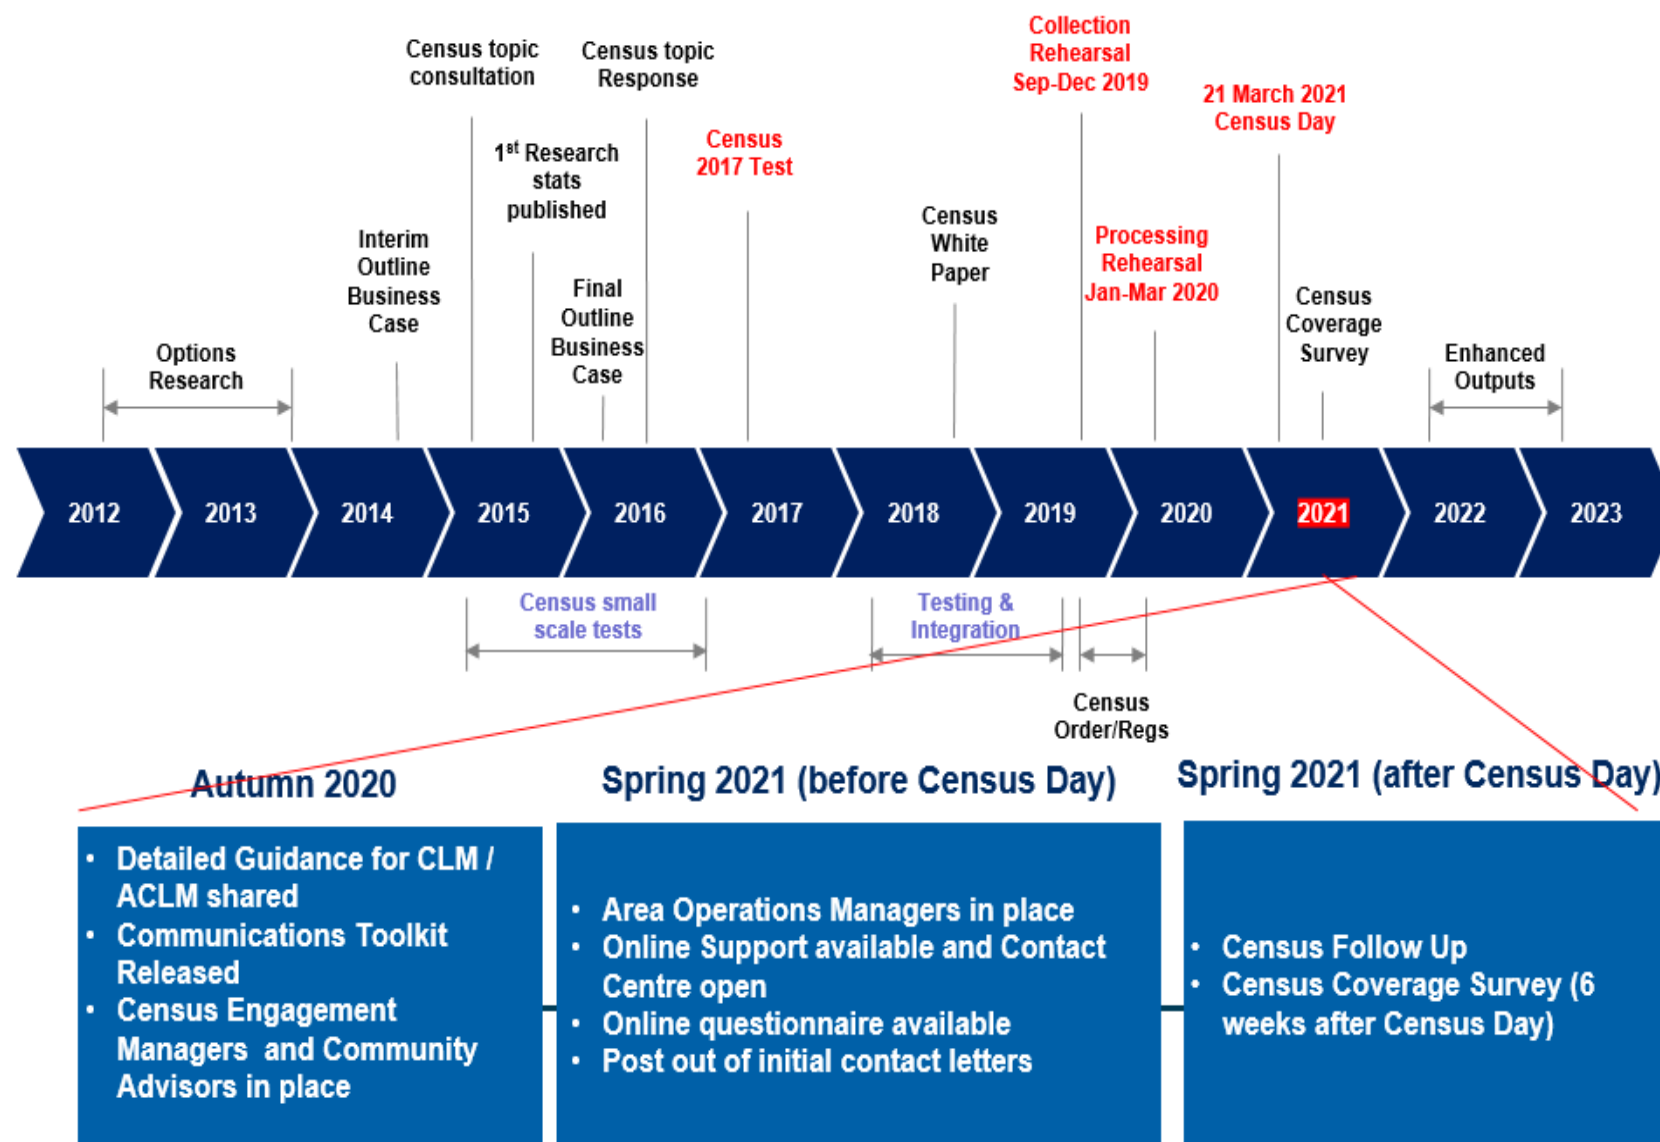 Collection
Rehearsal
Sep-Dec 2019
Census topic
consultation
Census topic
Response
21 March 2021
Census Day
Census
2017 Test
1st Research
stats
published
Census
White
Paper
Interim
Outline
Business
Case
Processing
Rehearsal
Jan-Mar 2020
Final
Outline
Business
Case
Census
Coverage
Survey
Options
Research
Enhanced
Outputs
2012
2013
2014
2015
2016
2017
2018
2019
2020
2021
2022
2023
Census small
scale tests
Testing &
Integration
Census
Order/Regs
Autumn 2020
• Detailed Guidance for CLM /
ACLM shared
• Communications Toolkit
Released
• Census Engagement
Managers and Community
Advisors in place
Spring 2021 (before Census Day)
• Area Operations Managers in place
• Online Support available and Contact
Centre open
• Online questionnaire available
• Post out of initial contact letters
Spring 2021 (after Census Day)
• Census Follow Up
• Census Coverage Survey (6
weeks after Census Day)